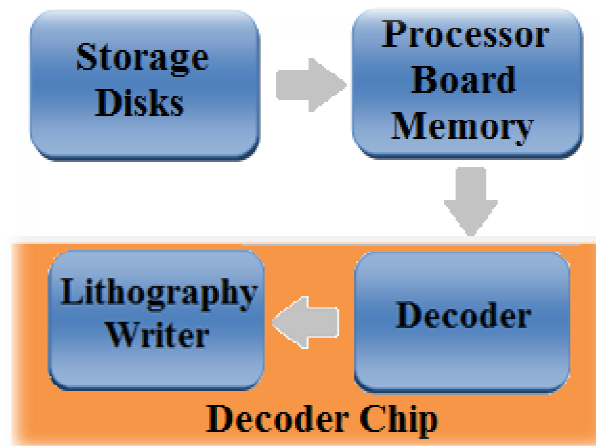 Storage
Disks
Processor
Board
Memory
Lithography
Writer
Decoder
Decoder Chip